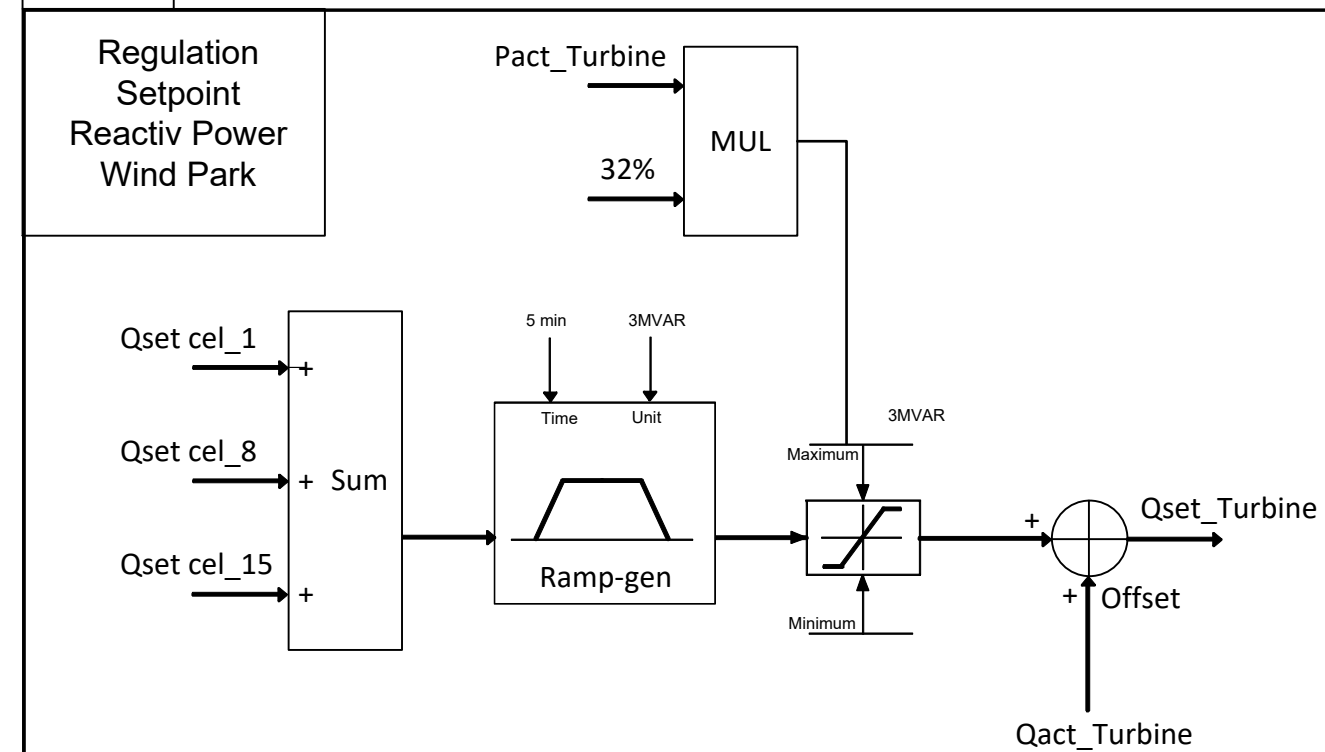 Regulation
Setpoint
Reactiv Power
Wind Park
Pact_Turbine
32%
MUL
Qset cel_1
+
Qset cel_8
+ Sum
Qset cel_15
+
5 min
3MVAR
Time
Unit
Ramp-gen
3MVAR
Maximum
Minimum
+
Qset_Turbine
+ Offset
Qact_Turbine